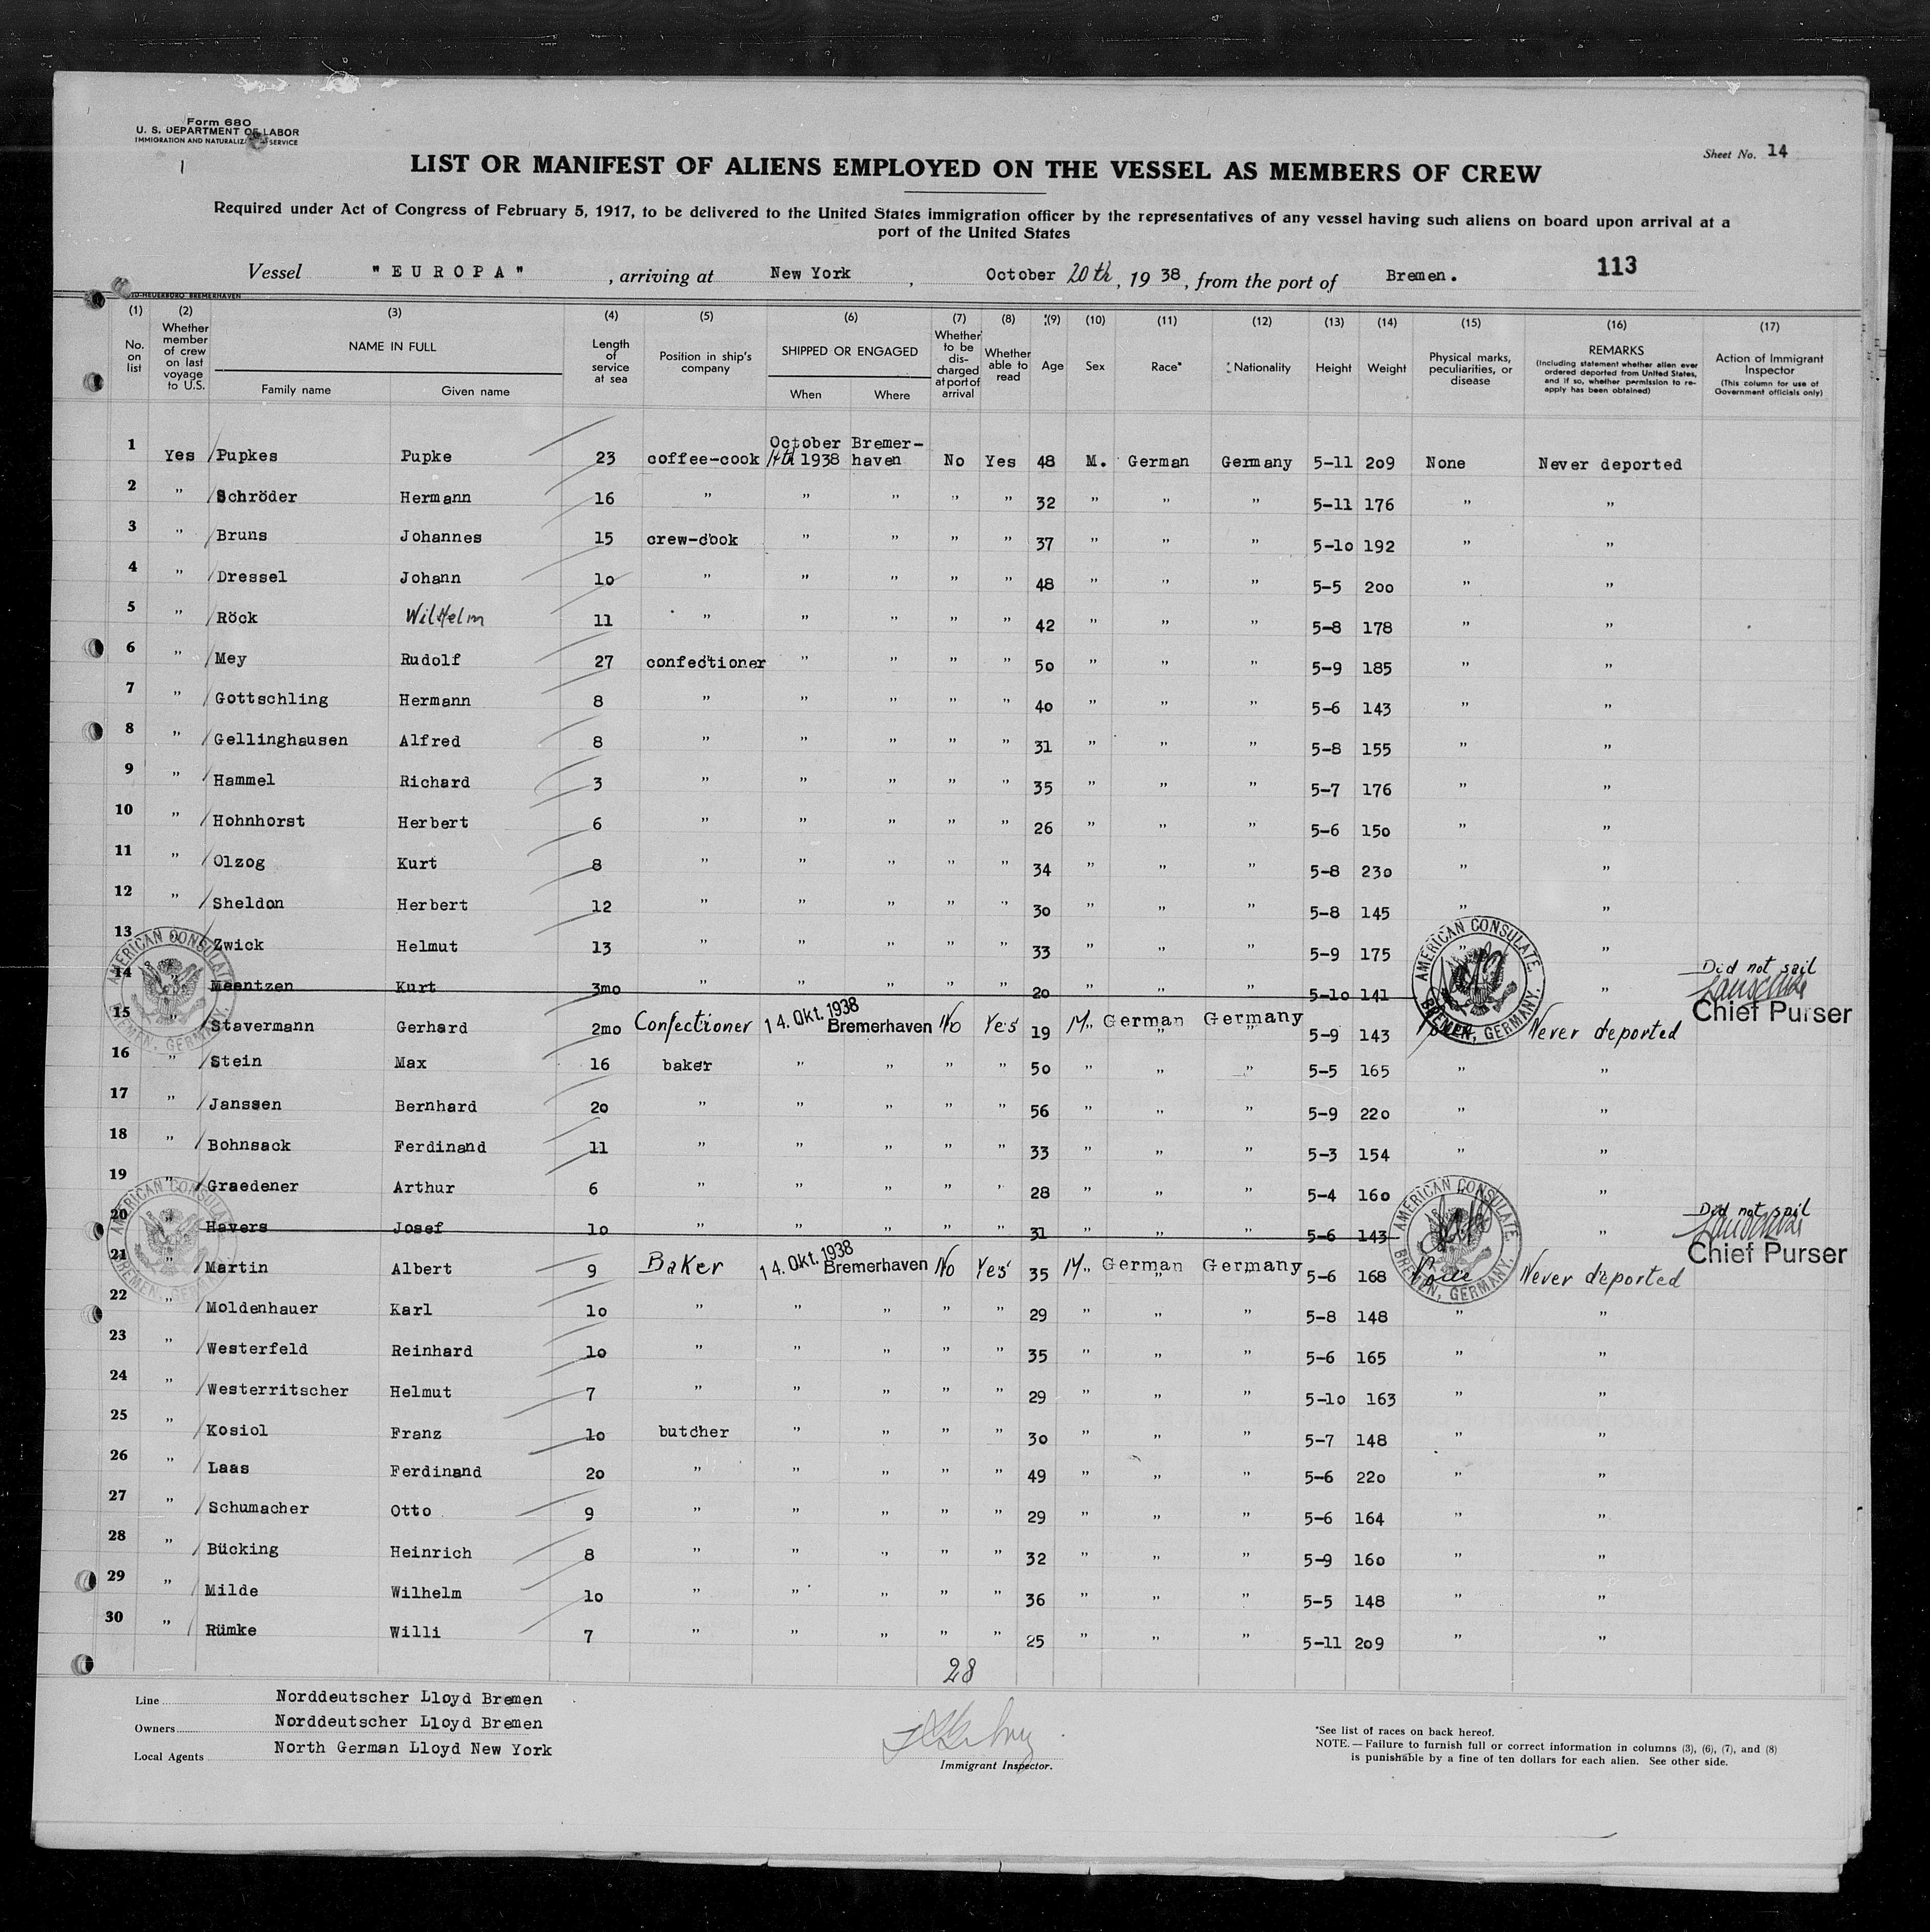 Form 680
U. S. DEPARTMENT OF LABOR
IMMIGRATION AND NATURALIZATION SERVICE
1
Sheet No. 14
LIST OR MANIFEST OF ALIENS EMPLOYED ON THE VESSEL AS MEMBERS OF CREW
Required under Act of Congress of February 5, 1917, to be delivered to the United States immigration officer by the representatives of any vessel having such aliens on board upon arrival at a
port of the United States
Vessel "EUROPA", arriving at New York, October 20th, 1938, from the port of Bremen. 113
BREMERHAVEN
(1) (2) (3) (4) (5) (6) (7) (8) (9) (10) (11) (12) (13) (14) (15) (16) (17)
No. on list
Whether member of crew on last voyage to U.S.
NAME IN FULL
Family name Given name
Length of service at sea
Position in ship's company
SHIPPED OR ENGAGED
When Where
Whether to be discharged at port of arrival
Whether able to read
Age Sex Race* Nationality Height Weight
Physical marks, peculiarities, or disease
REMARKS
(Including statement whether alien ever ordered deported from United States, and if so, whether permission to re-apply has been obtained)
Action of Immigrant Inspector
(This column for use of Government officials only)
1 Yes Pupkes Pupke 23 coffee-cook October 14th 1938 Bremer-haven No Yes 48 M. German Germany 5-11 209 None Never deported
2 " Schröder Hermann 16 " " " " " 32 " " " 5-11 176 " "
3 " Bruns Johannes 15 crew-cook " " " " 37 " " " 5-10 192 " "
4 " Dressel Johann 10 " " " " " 48 " " " 5-5 200 " "
5 " Röck Wilhelm 11 " " " " " 42 " " " 5-8 178 " "
6 " Mey Rudolf 27 confectioner " " " " 50 " " " 5-9 185 " "
7 " Gottschling Hermann 8 " " " " " 40 " " " 5-6 143 " "
8 " Gellinghausen Alfred 8 " " " " " 31 " " " 5-8 155 " "
9 " Hammel Richard 3 " " " " " 35 " " " 5-7 176 " "
10 " Hohnhorst Herbert 6 " " " " " 26 " " " 5-6 150 " "
11 " Olzog Kurt 8 " " " " " 34 " " " 5-8 230 " "
12 " Sheldon Herbert 12 " " " " " 30 " " " 5-8 145 " "
13 " Zwick Helmut 13 " " " " " 33 " " " 5-9 175 " "
14 " Meentzen Kurt 3mo " " " " " 20 " " " 5-10 141 " Did not sail
Chief Purser
15 " Stavermann Gerhard 2mo Confectioner 14. Okt. 1938 Bremerhaven No Yes 19 M " German " Germany " 5-9 143 Never deported
16 " Stein Max 16 baker " " " " 50 " " " 5-5 165 " "
17 " Janssen Bernhard 20 " " " " " 56 " " " 5-9 220 " "
18 " Bohnsack Ferdinand 11 " " " " " 33 " " " 5-3 154 " "
19 " Graedener Arthur 6 " " " " " 28 " " " 5-4 160 "
20 " Havers Josef 10 " " " " " 31 " " " 5-6 143 " Did not sail
Chief Purser
21 " Martin Albert 9 Baker 14. Okt. 1938 Bremerhaven No Yes 35 M " German " Germany " 5-6 168 None Never deported
22 " Moldenhauer Karl 10 " " " " " 29 " " " 5-8 148 " "
23 " Westerfeld Reinhard 10 " " " " " 35 " " " 5-6 165 " "
24 " Westerritscher Helmut 7 " " " " " 29 " " " 5-10 163 " "
25 " Kosiol Franz 10 butcher " " " " 30 " " " 5-7 148 " "
26 " Laas Ferdinand 20 " " " " " 49 " " " 5-6 220 " "
27 " Schumacher Otto 9 " " " " " 29 " " " 5-6 164 " "
28 " Bücking Heinrich 8 " " " " " 32 " " " 5-9 160 " "
29 " Milde Wilhelm 10 " " " " " 36 " " " 5-5 148 " "
30 " Rümke Willi 7 " " " " " 25 " " " 5-11 209 " "
AMERICAN CONSULATE BREMEN, GERMANY.
AMERICAN CONSULATE BREMEN, GERMANY.
AMERICAN CONSULATE BREMEN, GERMANY.
AMERICAN CONSULATE BREMEN, GERMANY.
28
Line Norddeutscher Lloyd Bremen
Owners Norddeutscher Lloyd Bremen
Local Agents North German Lloyd New York
Immigrant Inspector.
*See list of races on back hereof.
NOTE.—Failure to furnish full or correct information in columns (3), (6), (7), and (8)
is punishable by a fine of ten dollars for each alien. See other side.